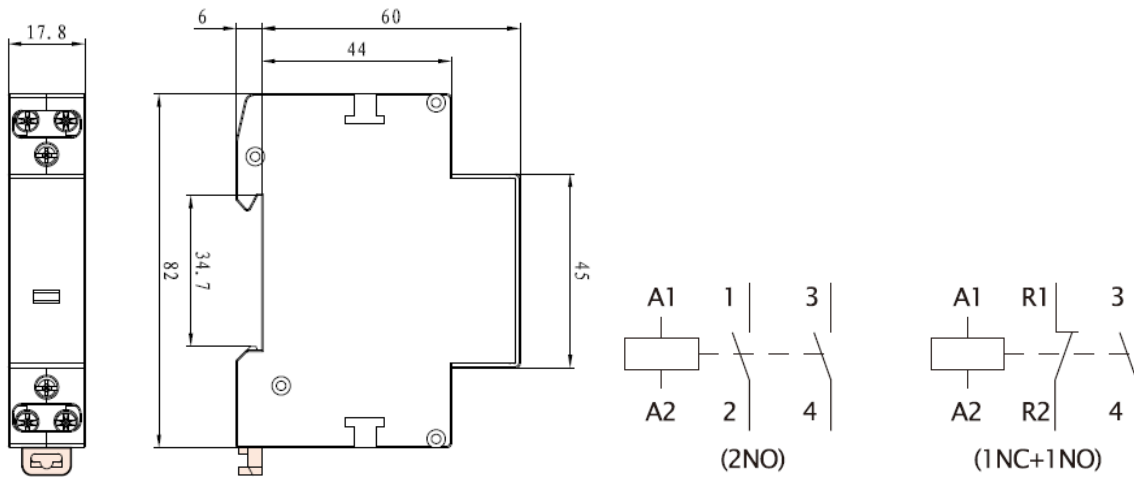 17.8
6
60
44
34.7
82
45
A1 1 3
A2 2 4
(2NO)
A1 R1 3
A2 R2 4
(1NC+1NO)